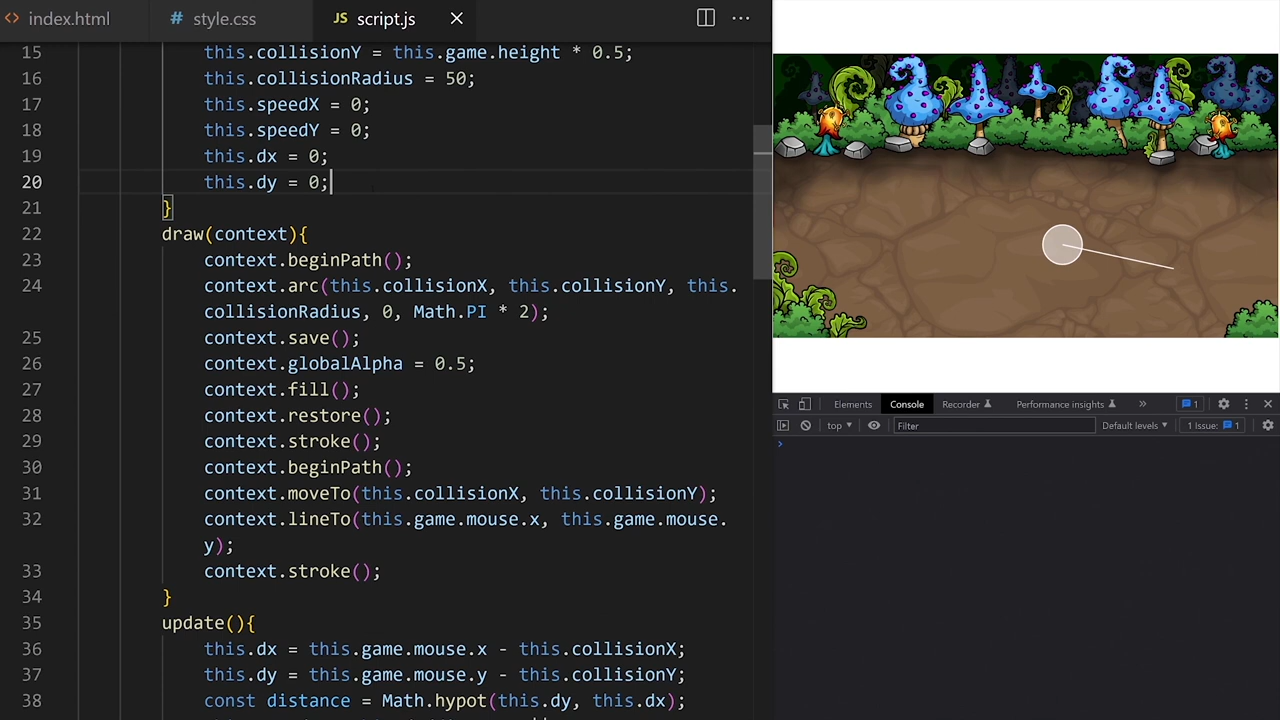 index.html
# style.css
JS script.js
15 this.collisionY = this.game.height * 0.5;
16 this.collisionRadius = 50;
17 this.speedX = 0;
18 this.speedY = 0;
19 this.dx = 0;
20 this.dy = 0;
21 }
22 draw(context){
23 context.beginPath();
24 context.arc(this.collisionX, this.collisionY, this.
collisionRadius, 0, Math.PI * 2);
25 context.save();
26 context.globalAlpha = 0.5;
27 context.fill();
28 context.restore();
29 context.stroke();
30 context.beginPath();
31 context.moveTo(this.collisionX, this.collisionY);
32 context.lineTo(this.game.mouse.x, this.game.mouse.
y);
33 context.stroke();
34 }
35 update(){
36 this.dx = this.game.mouse.x - this.collisionX;
37 this.dy = this.game.mouse.y - this.collisionY;
38 const distance = Math.hypot(this.dy, this.dx);
Elements Console Recorder Performance insights » 1
top Filter Default levels 1 Issue: 1